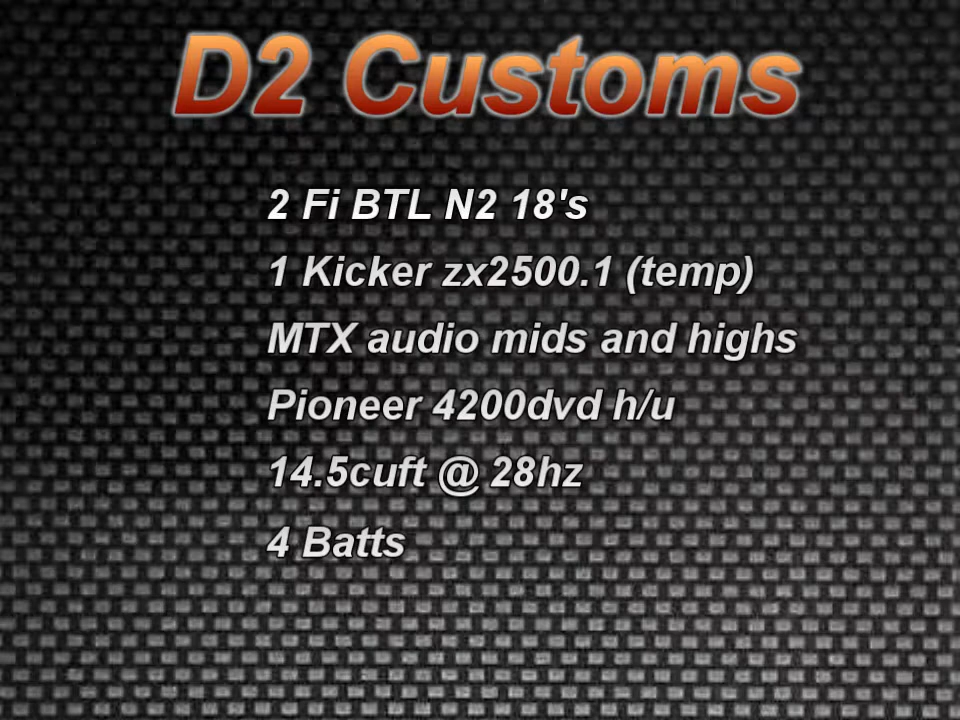 D2 Customs
2 Fi BTL N2 18's
1 Kicker zx2500.1 (temp)
MTX audio mids and highs
Pioneer 4200dvd h/u
14.5cuft @ 28hz
4 Batts